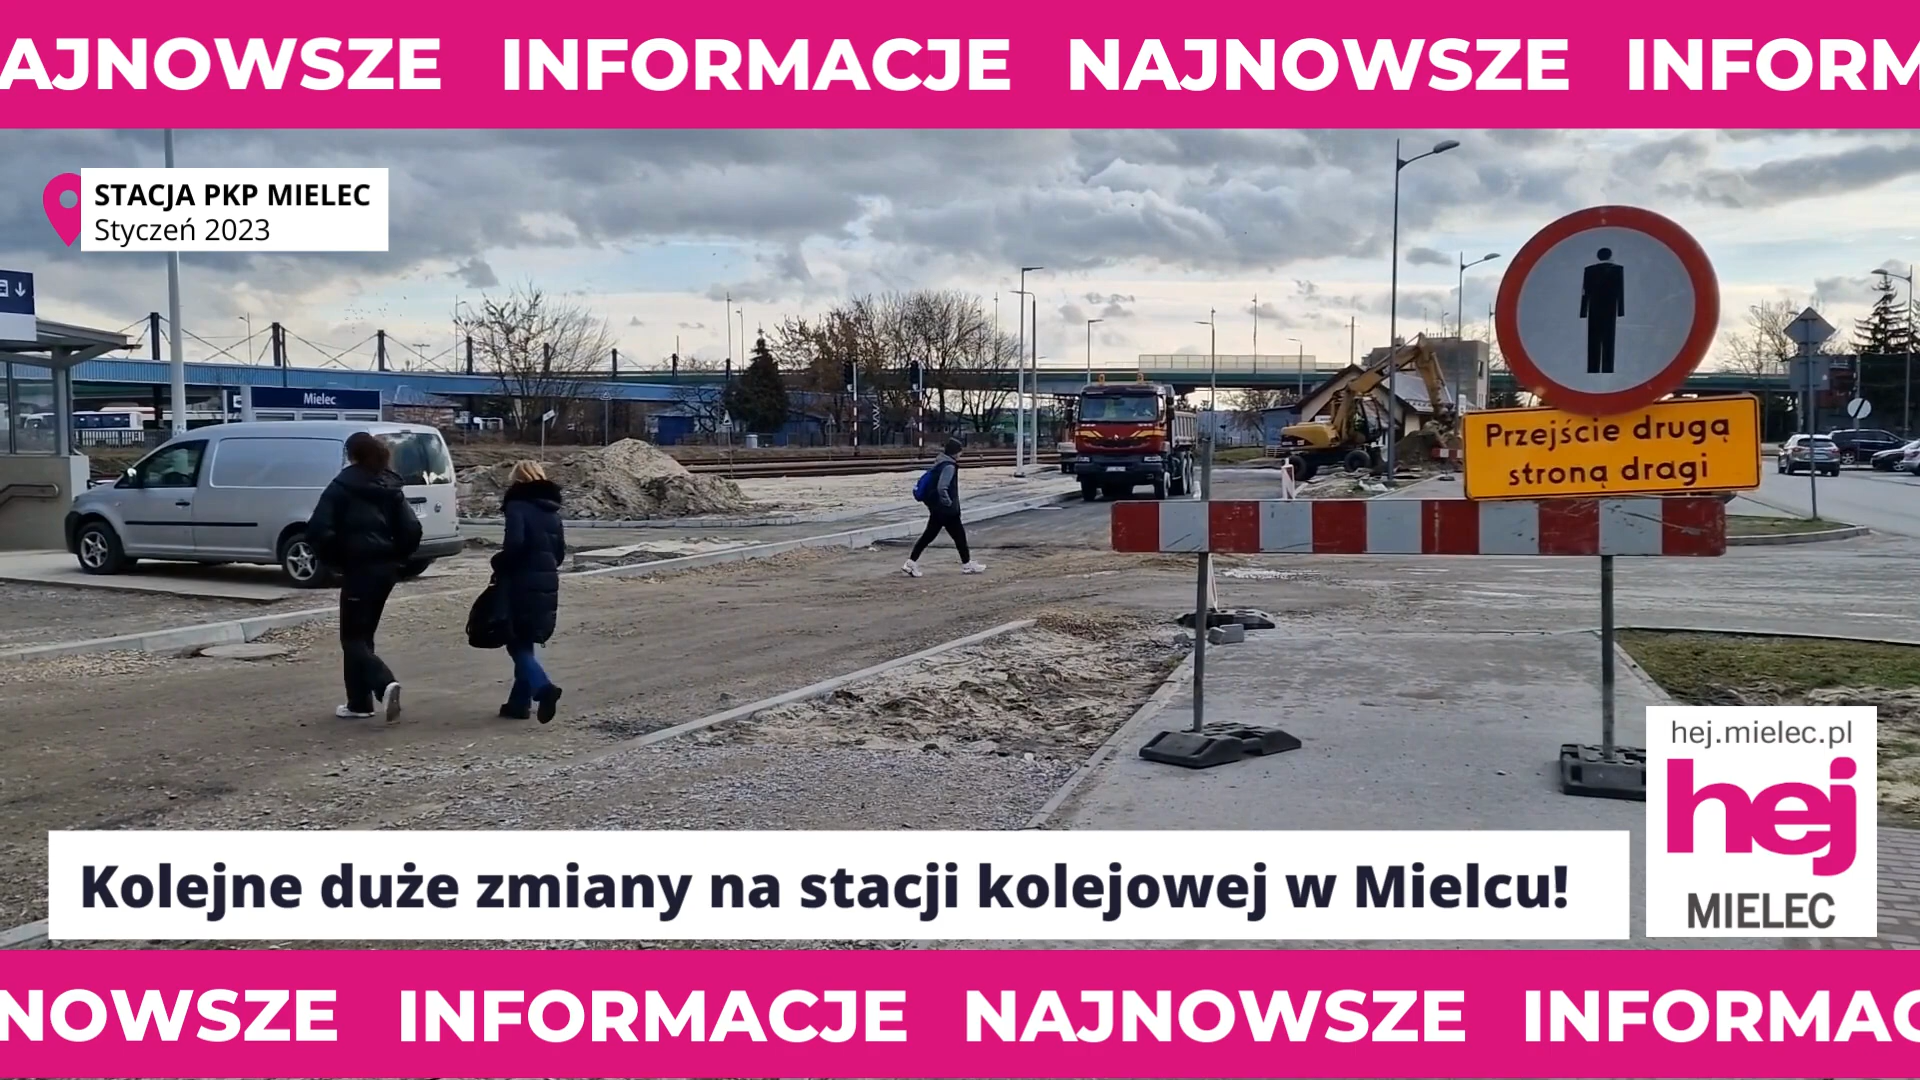 AJNOWSZE INFORMACJE NAJNOWSZE INFORM
STACJA PKP MIELEC
Styczeń 2023
Mielec
Przejście drugą
stroną drogi
hej.mielec.pl
hej
MIELEC
Kolejne duże zmiany na stacji kolejowej w Mielcu!
NOWSZE INFORMACJE NAJNOWSZE INFORMAC